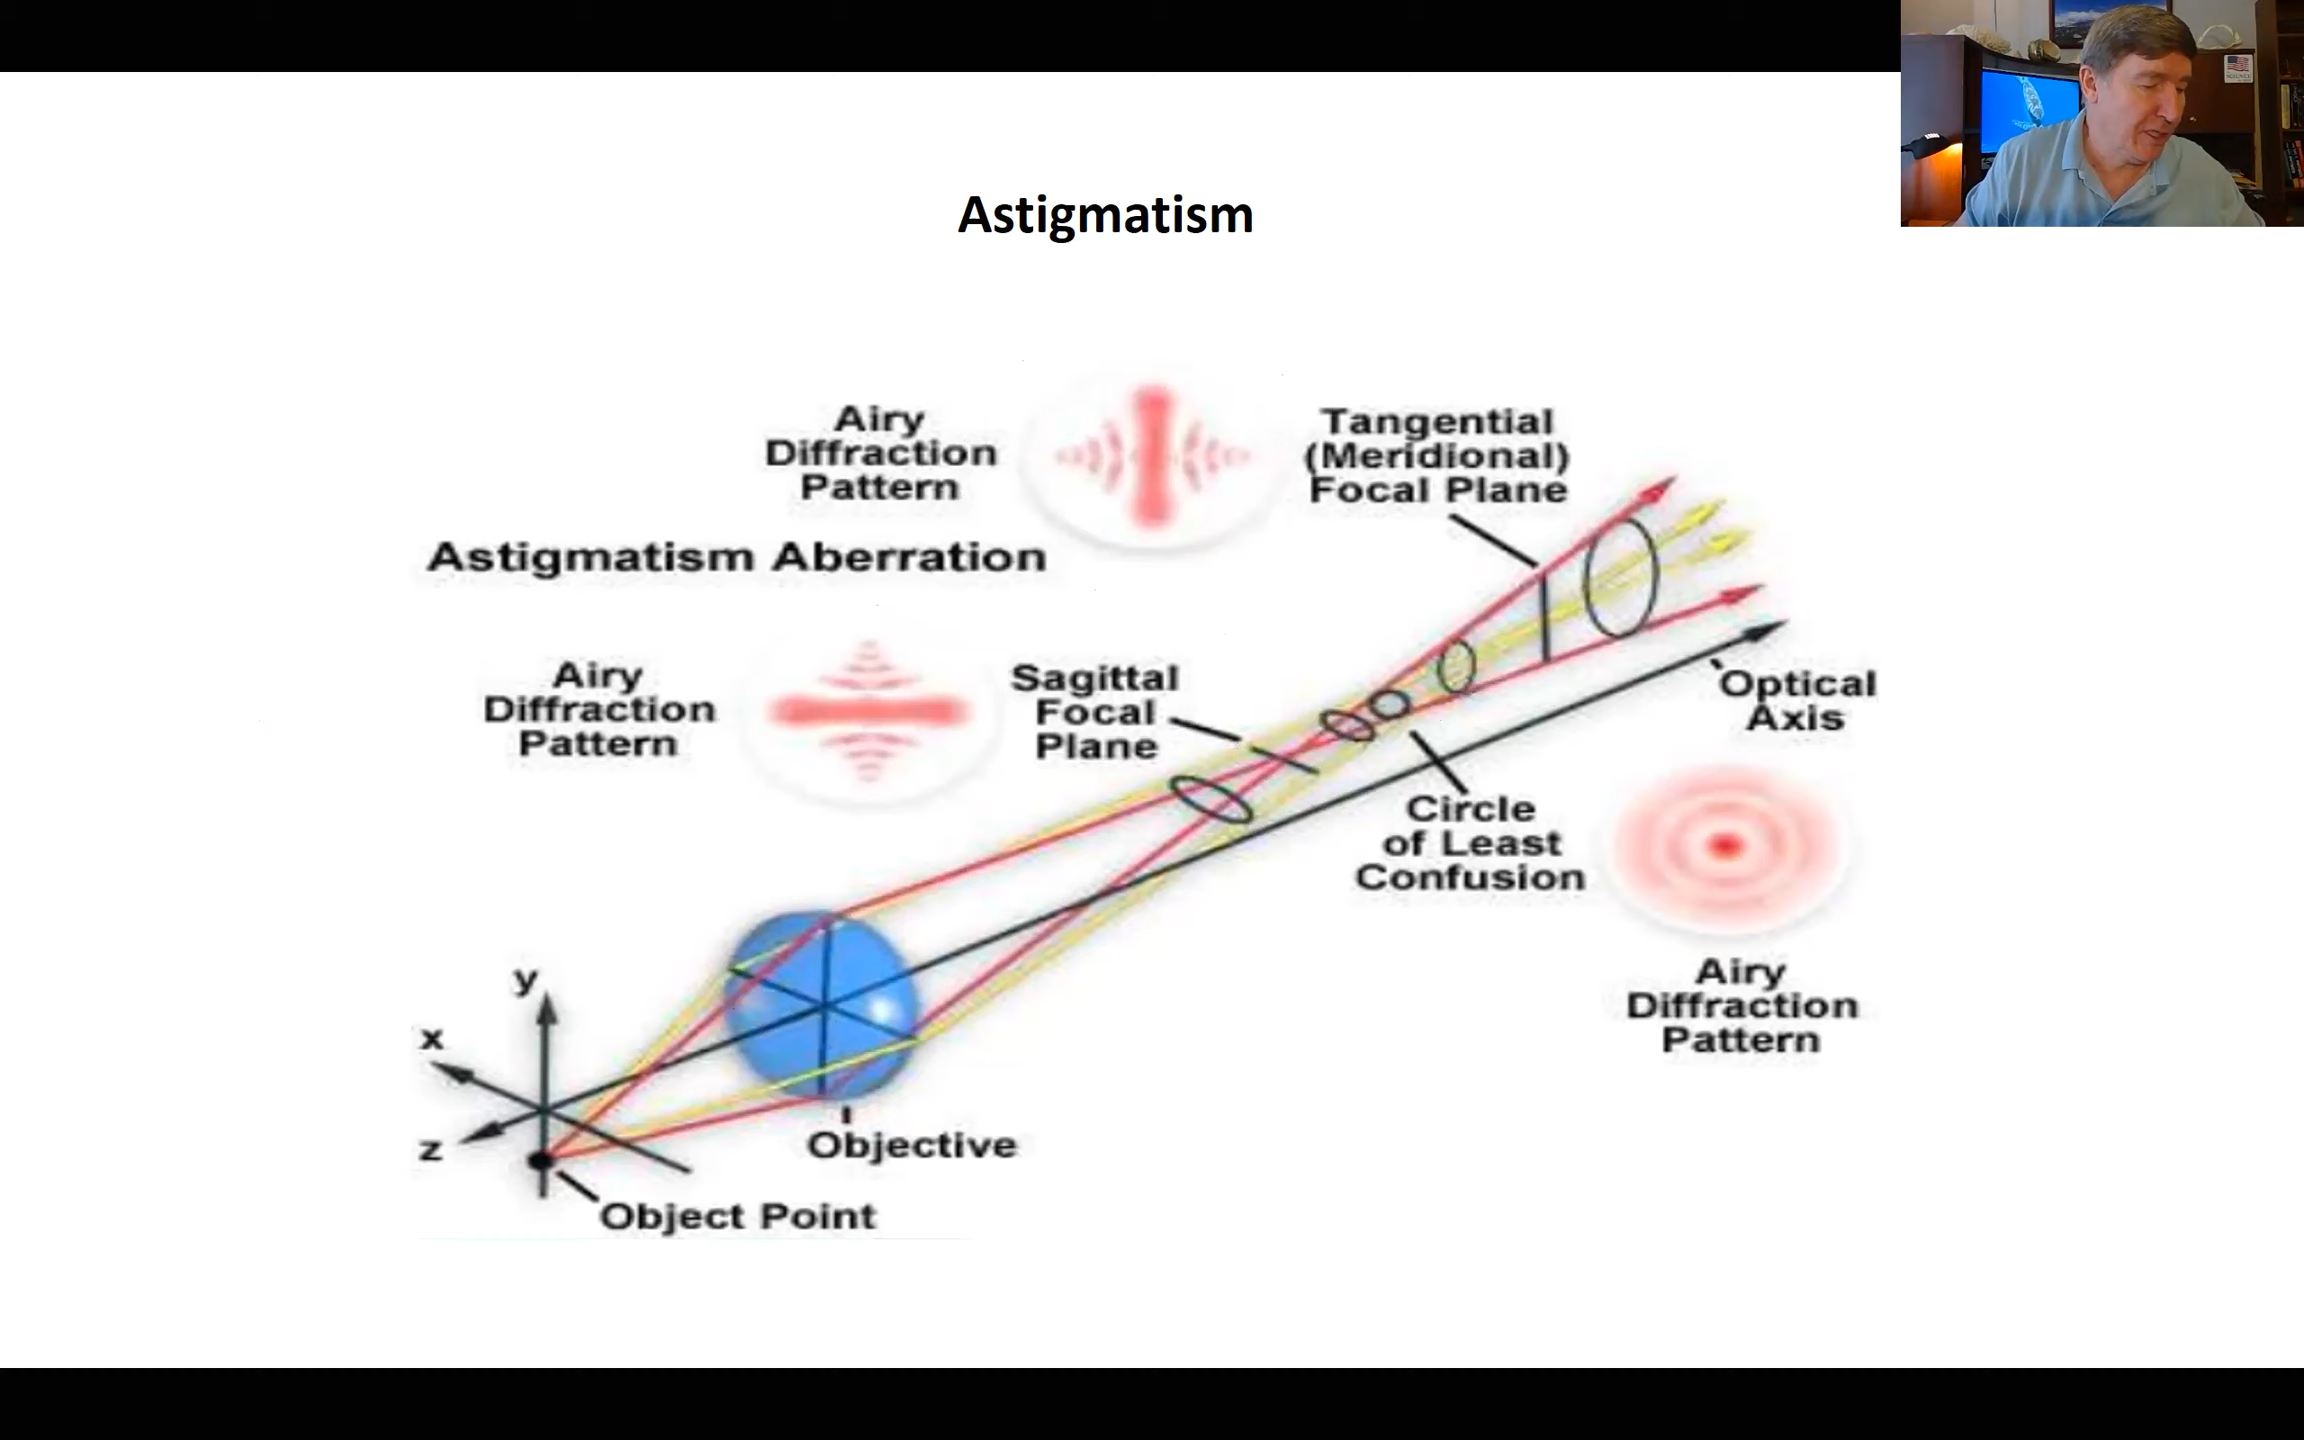 Astigmatism
Airy
Diffraction
Pattern
Tangential
(Meridional)
Focal Plane
Astigmatism Aberration
Airy
Diffraction
Pattern
Sagittal
Focal
Plane
Optical
Axis
Circle
of Least
Confusion
Airy
Diffraction
Pattern
y
x
z
Objective
Object Point